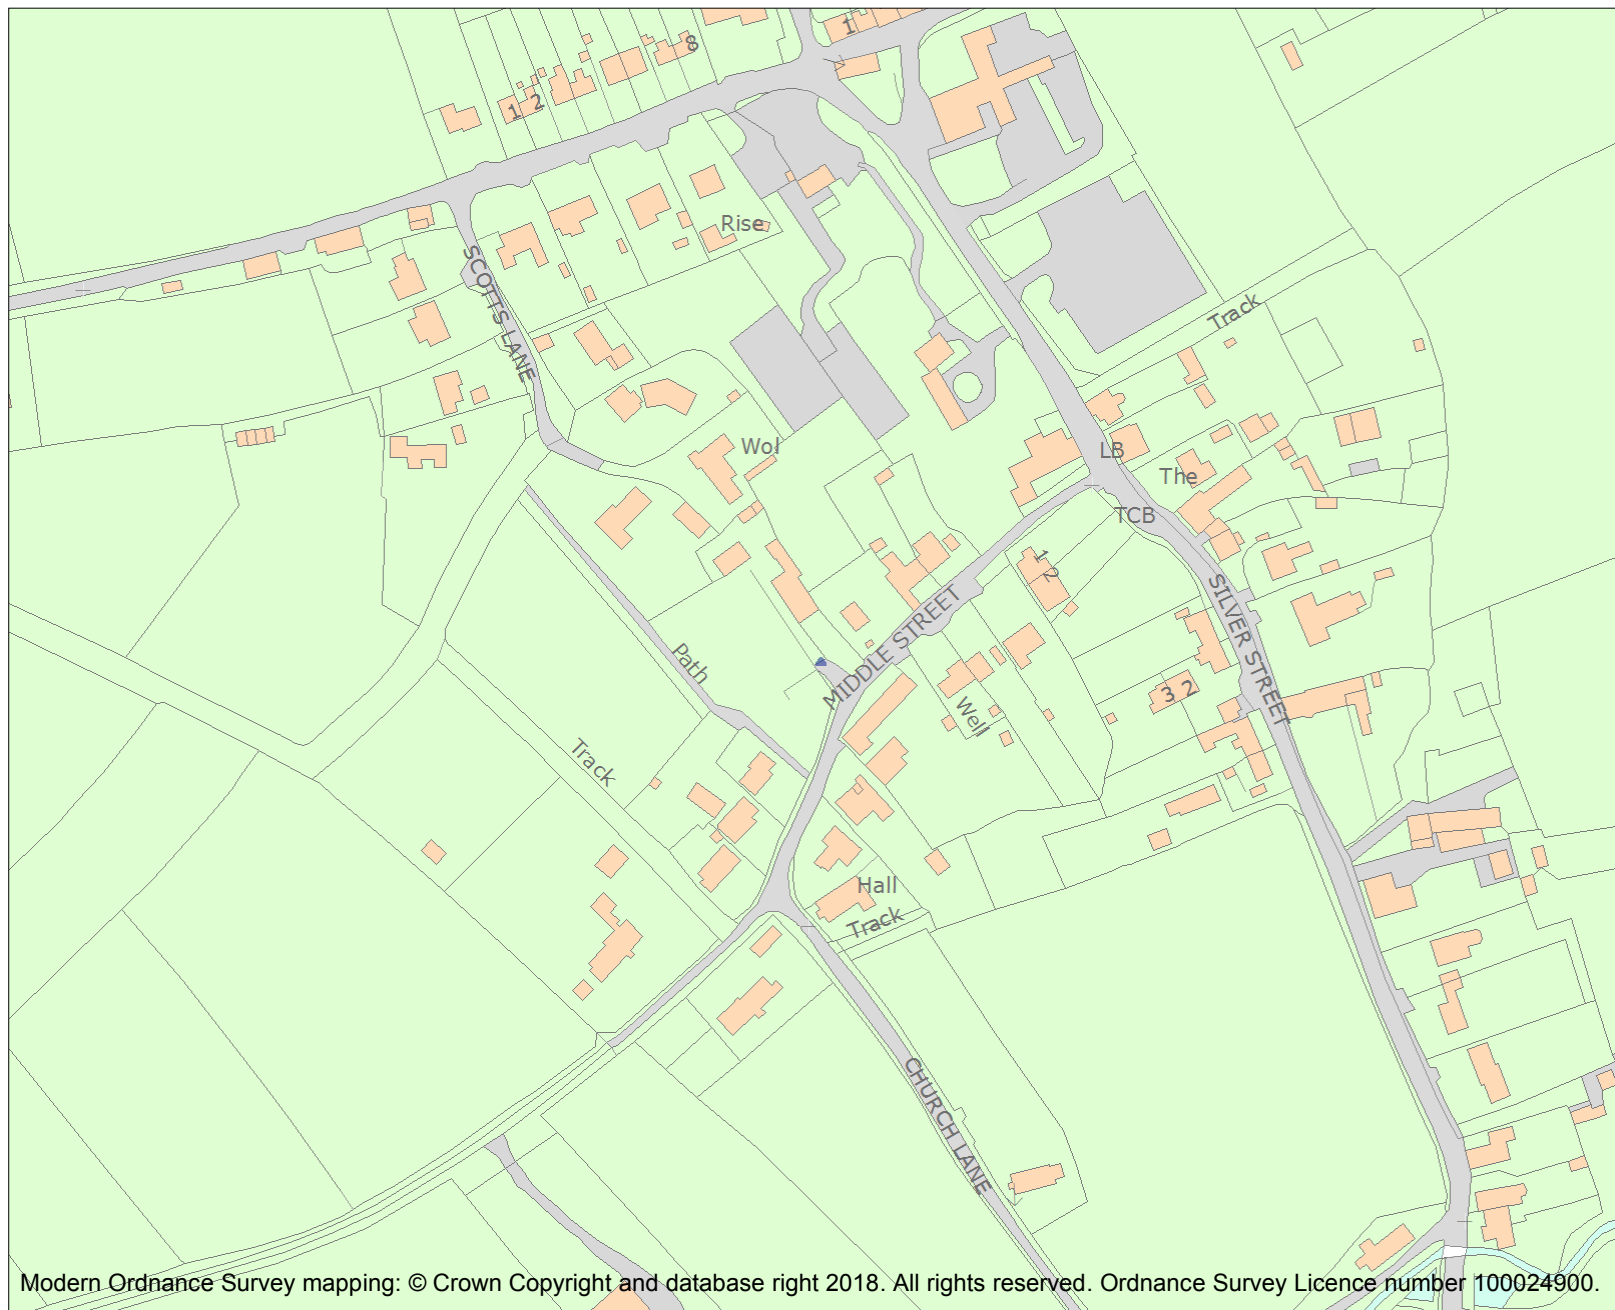 1
8
1 2
Rise
SCOTTS LANE
Track
Wol
LB
The
TCB
1
2
SILVER STREET
MIDDLE STREET
Path
3 2
Well
Track
Hall
Track
CHURCH LANE
Modern Ordnance Survey mapping: © Crown Copyright and database right 2018. All rights reserved. Ordnance Survey Licence number 100024900.